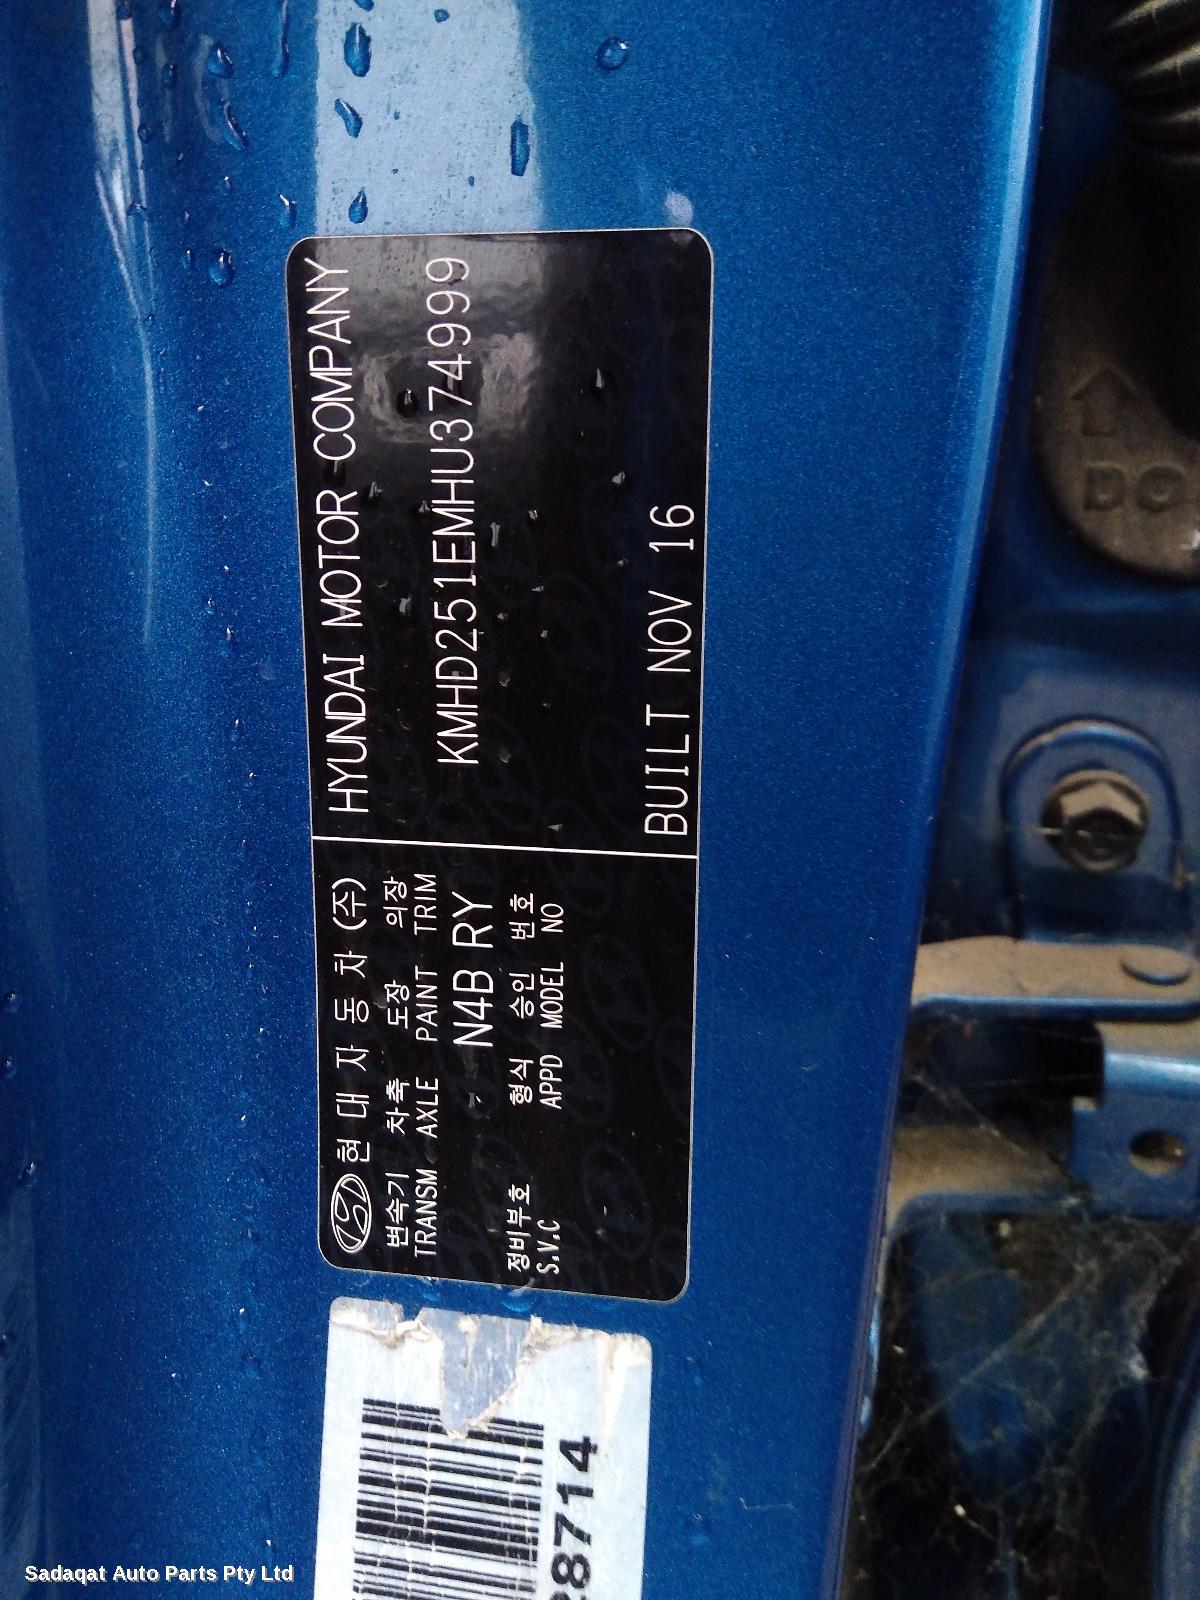 현대자동차(주)
변속기 차축 도장 의장
TRANSM AXLE PAINT TRIM
N4B RY
형식 승인 번호
APPD MODEL NO
정비부호
S.V.C
HYUNDAI MOTOR COMPANY
KMHD251EMHU374999
BUILT NOV 16
28714
DO
Sadaqat Auto Parts Pty Ltd